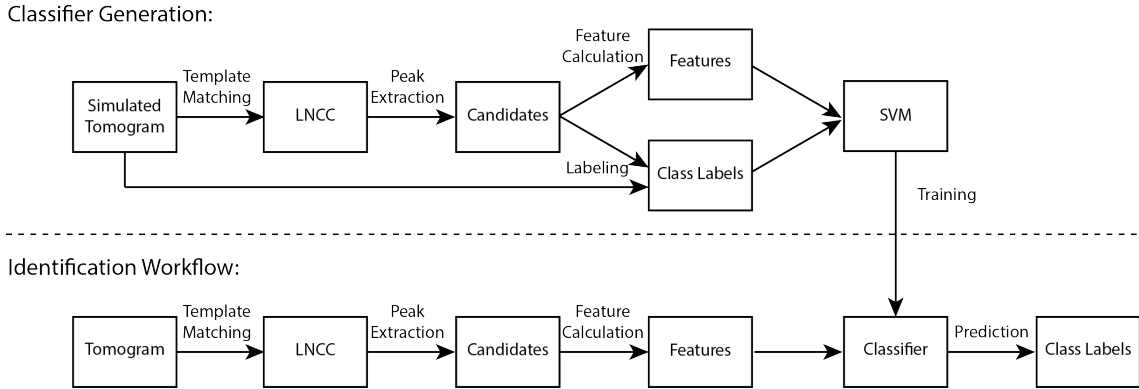 Classifier Generation:
Simulated
Tomogram
Template
Matching
LNCC
Peak
Extraction
Candidates
Feature
Calculation
Labeling
Features
Class Labels
SVM
Training
Identification Workflow:
Tomogram
Template
Matching
LNCC
Peak
Extraction
Candidates
Feature
Calculation
Features
Classifier
Prediction
Class Labels